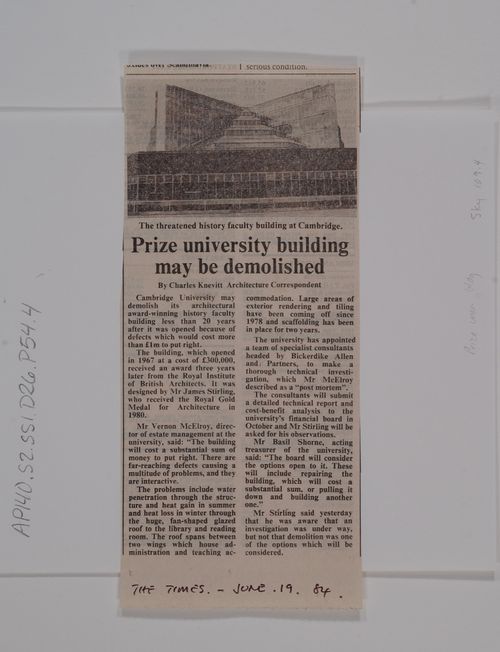 serious condition.
The threatened history faculty building at Cambridge.
Prize university building
may be demolished
By Charles Knevitt Architecture Correspondent
Cambridge University may
demolish its architectural
award-winning history faculty
building less than 20 years
after it was opened because of
defects which would cost more
than £1m to put right.
The building, which opened
in 1967 at a cost of £300,000,
received an award three years
later from the Royal Institute
of British Architects. It was
designed by Mr James Stirling,
who received the Royal Gold
Medal for Architecture in
1980.
Mr Vernon McElroy, direc-
tor of estate management at the
university, said: “The building
will cost a substantial sum of
money to put right. There are
far-reaching defects causing a
multitude of problems, and they
are interactive.
The problems include water
penetration through the struc-
ture and heat gain in summer
and heat loss in winter through
the huge, fan-shaped glazed
roof to the library and reading
room. The roof spans between
two wings which house ad-
ministration and teaching ac-
commodation. Large areas of
exterior rendering and tiling
have been coming off since
1978 and scaffolding has been
in place for two years.
The university has appointed
a team of specialist consultants
headed by Bickerdike Allen
and Partners, to make a
thorough technical investi-
gation, which Mr McElroy
described as a “post mortem”.
The consultants will submit
a detailed technical report and
cost-benefit analysis to the
university's financial board in
October and Mr Stirling will be
asked for his observations.
Mr Basil Shorne, acting
treasurer of the university,
said: “The board will consider
the options open to it. These
will include repairing the
building, which will cost a
substantial sum, or pulling it
down and building another
one.”
Mr Stirling said yesterday
that he was aware that an
investigation was under way,
but not that demolition was one
of the options which will be
considered.
THE TIMES. - JUNE . 19. 84.
AP140.S2.SS1.D26.P54.4